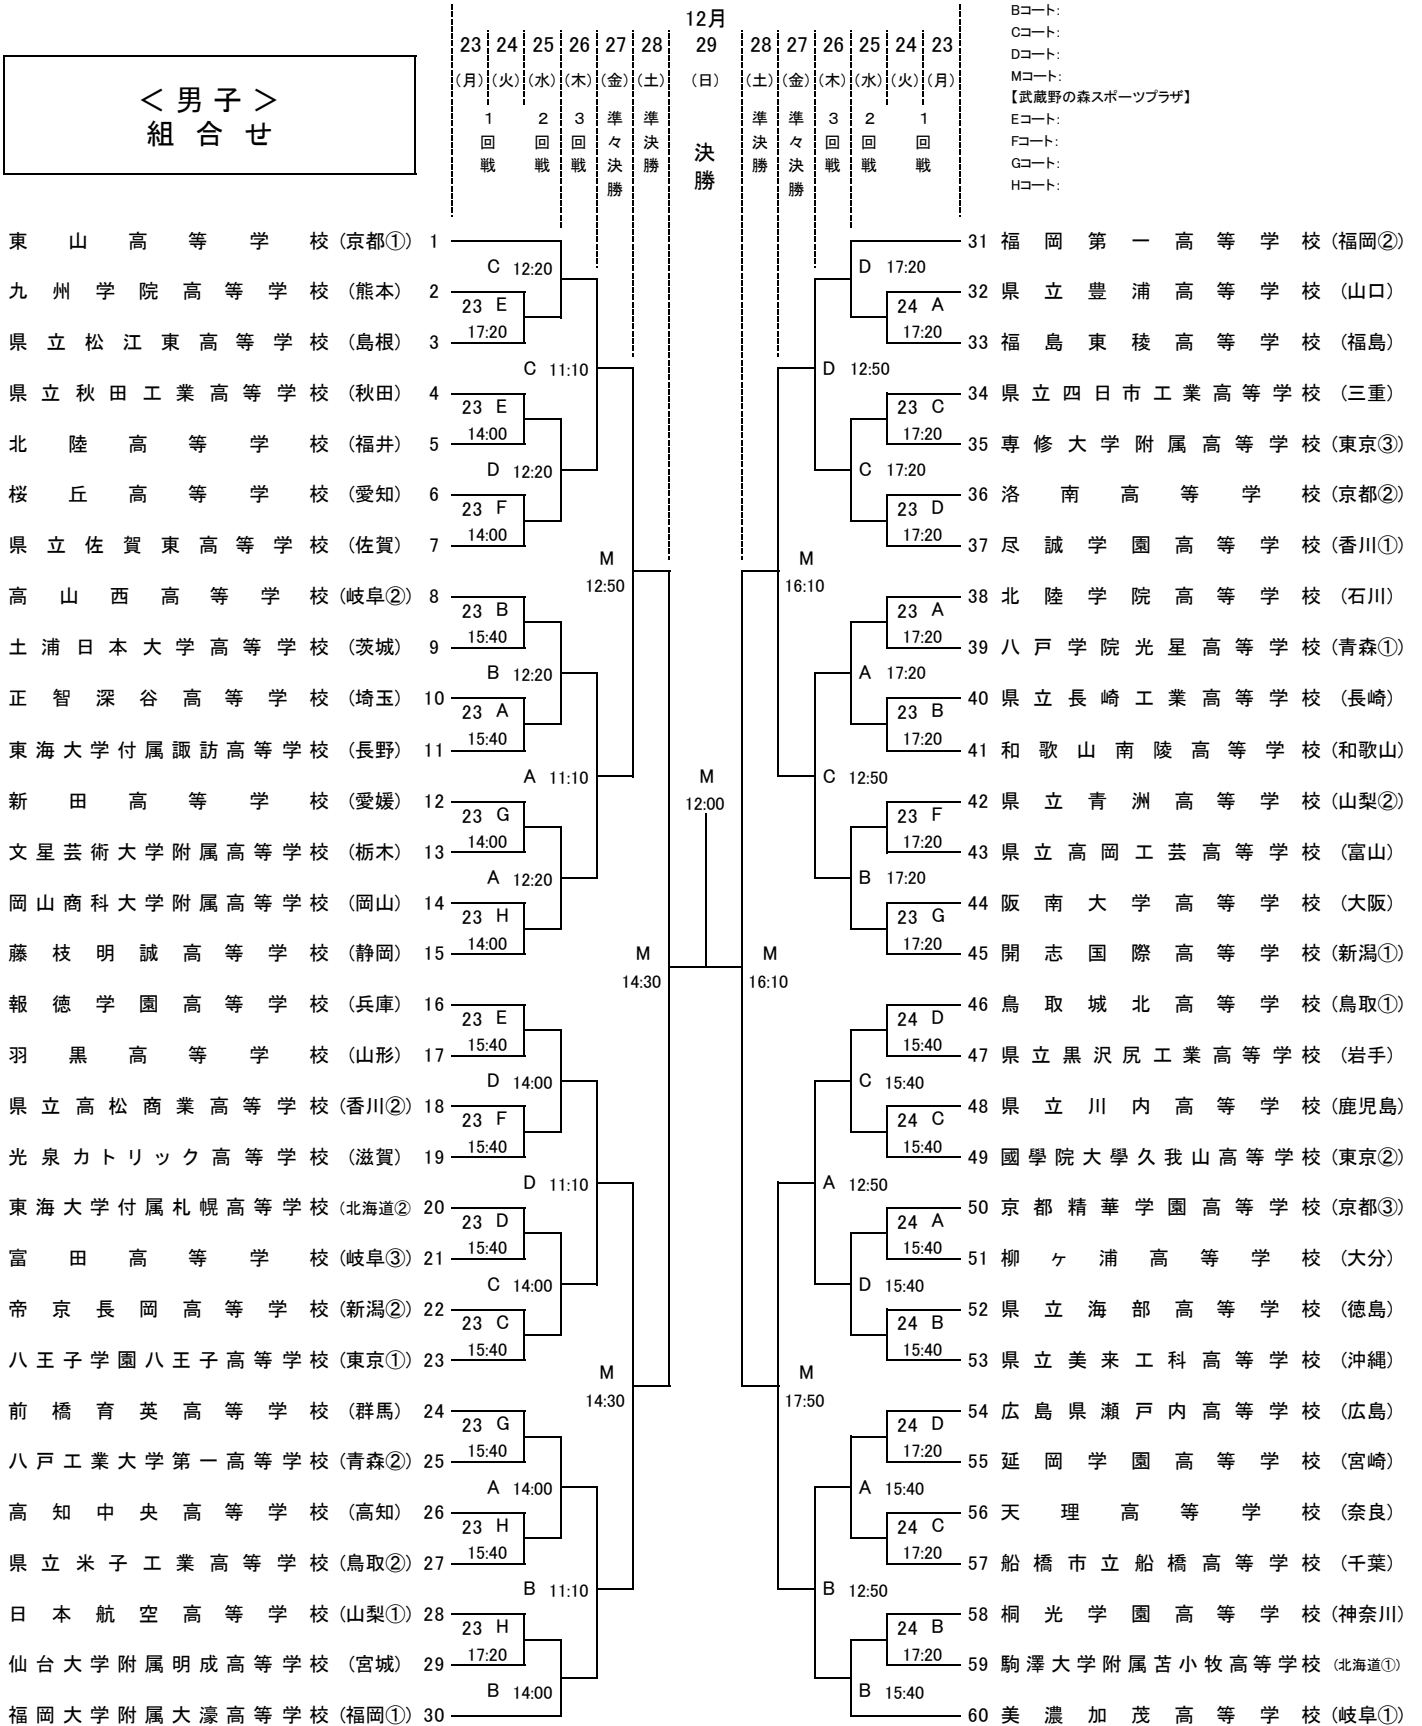 12月
23 24 25 26 27 28 29 28 27 26 25 24 23
(月) (火) (水) (木) (金) (土) (日) (土) (金) (木) (水) (火) (月)
1回戦 2回戦 3回戦 準々決勝 準決勝 決勝 準決勝 準々決勝 3回戦 2回戦 1回戦
Bコート:
Cコート:
Dコート:
Mコート:
【武蔵野の森スポーツプラザ】
Eコート:
Fコート:
Gコート:
Hコート:
＜男子＞
組合せ
東山高等学校 (京都①) 1
C 12:20
九州学院高等学校 (熊本) 2
23 E
17:20
県立松江東高等学校 (島根) 3
C 11:10
県立秋田工業高等学校 (秋田) 4
23 E
14:00
北陸高等学校 (福井) 5
D 12:20
桜丘高等学校 (愛知) 6
23 F
14:00
県立佐賀東高等学校 (佐賀) 7
M
12:50
高山西高等学校 (岐阜②) 8
23 B
15:40
土浦日本大学高等学校 (茨城) 9
B 12:20
正智深谷高等学校 (埼玉) 10
23 A
15:40
東海大学付属諏訪高等学校 (長野) 11
A 11:10
新田高等学校 (愛媛) 12
23 G
14:00
文星芸術大学附属高等学校 (栃木) 13
A 12:20
岡山商科大学附属高等学校 (岡山) 14
23 H
14:00
藤枝明誠高等学校 (静岡) 15
M
14:30
報徳学園高等学校 (兵庫) 16
23 E
15:40
羽黒高等学校 (山形) 17
D 14:00
県立高松商業高等学校 (香川②) 18
23 F
15:40
光泉カトリック高等学校 (滋賀) 19
D 11:10
東海大学付属札幌高等学校 (北海道② 20
23 D
15:40
富田高等学校 (岐阜③) 21
C 14:00
帝京長岡高等学校 (新潟②) 22
23 C
15:40
八王子学園八王子高等学校 (東京①) 23
M
14:30
前橋育英高等学校 (群馬) 24
23 G
15:40
八戸工業大学第一高等学校 (青森②) 25
A 14:00
高知中央高等学校 (高知) 26
23 H
15:40
県立米子工業高等学校 (鳥取②) 27
B 11:10
日本航空高等学校 (山梨①) 28
23 H
17:20
仙台大学附属明成高等学校 (宮城) 29
B 14:00
福岡大学附属大濠高等学校 (福岡①) 30
M
12:00
31 福岡第一高等学校 (福岡②)
D 17:20
32 県立豊浦高等学校 (山口)
24 A
17:20
33 福島東稜高等学校 (福島)
D 12:50
34 県立四日市工業高等学校 (三重)
23 C
17:20
35 専修大学附属高等学校 (東京③)
C 17:20
36 洛南高等学校 (京都②)
23 D
17:20
37 尽誠学園高等学校 (香川①)
M
16:10
38 北陸学院高等学校 (石川)
23 A
17:20
39 八戸学院光星高等学校 (青森①)
A 17:20
40 県立長崎工業高等学校 (長崎)
23 B
17:20
41 和歌山南陵高等学校 (和歌山)
C 12:50
42 県立青洲高等学校 (山梨②)
23 F
17:20
43 県立高岡工芸高等学校 (富山)
B 17:20
44 阪南大学高等学校 (大阪)
23 G
17:20
45 開志国際高等学校 (新潟①)
M
16:10
46 鳥取城北高等学校 (鳥取①)
24 D
15:40
47 県立黒沢尻工業高等学校 (岩手)
C 15:40
48 県立川内高等学校 (鹿児島)
24 C
15:40
49 國學院大學久我山高等学校 (東京②)
A 12:50
50 京都精華学園高等学校 (京都③)
24 A
15:40
51 柳ヶ浦高等学校 (大分)
D 15:40
52 県立海部高等学校 (徳島)
24 B
15:40
53 県立美来工科高等学校 (沖縄)
M
17:50
54 広島県瀬戸内高等学校 (広島)
24 D
17:20
55 延岡学園高等学校 (宮崎)
A 15:40
56 天理高等学校 (奈良)
24 C
17:20
57 船橋市立船橋高等学校 (千葉)
B 12:50
58 桐光学園高等学校 (神奈川)
24 B
17:20
59 駒澤大学附属苫小牧高等学校 (北海道①)
B 15:40
60 美濃加茂高等学校 (岐阜①)